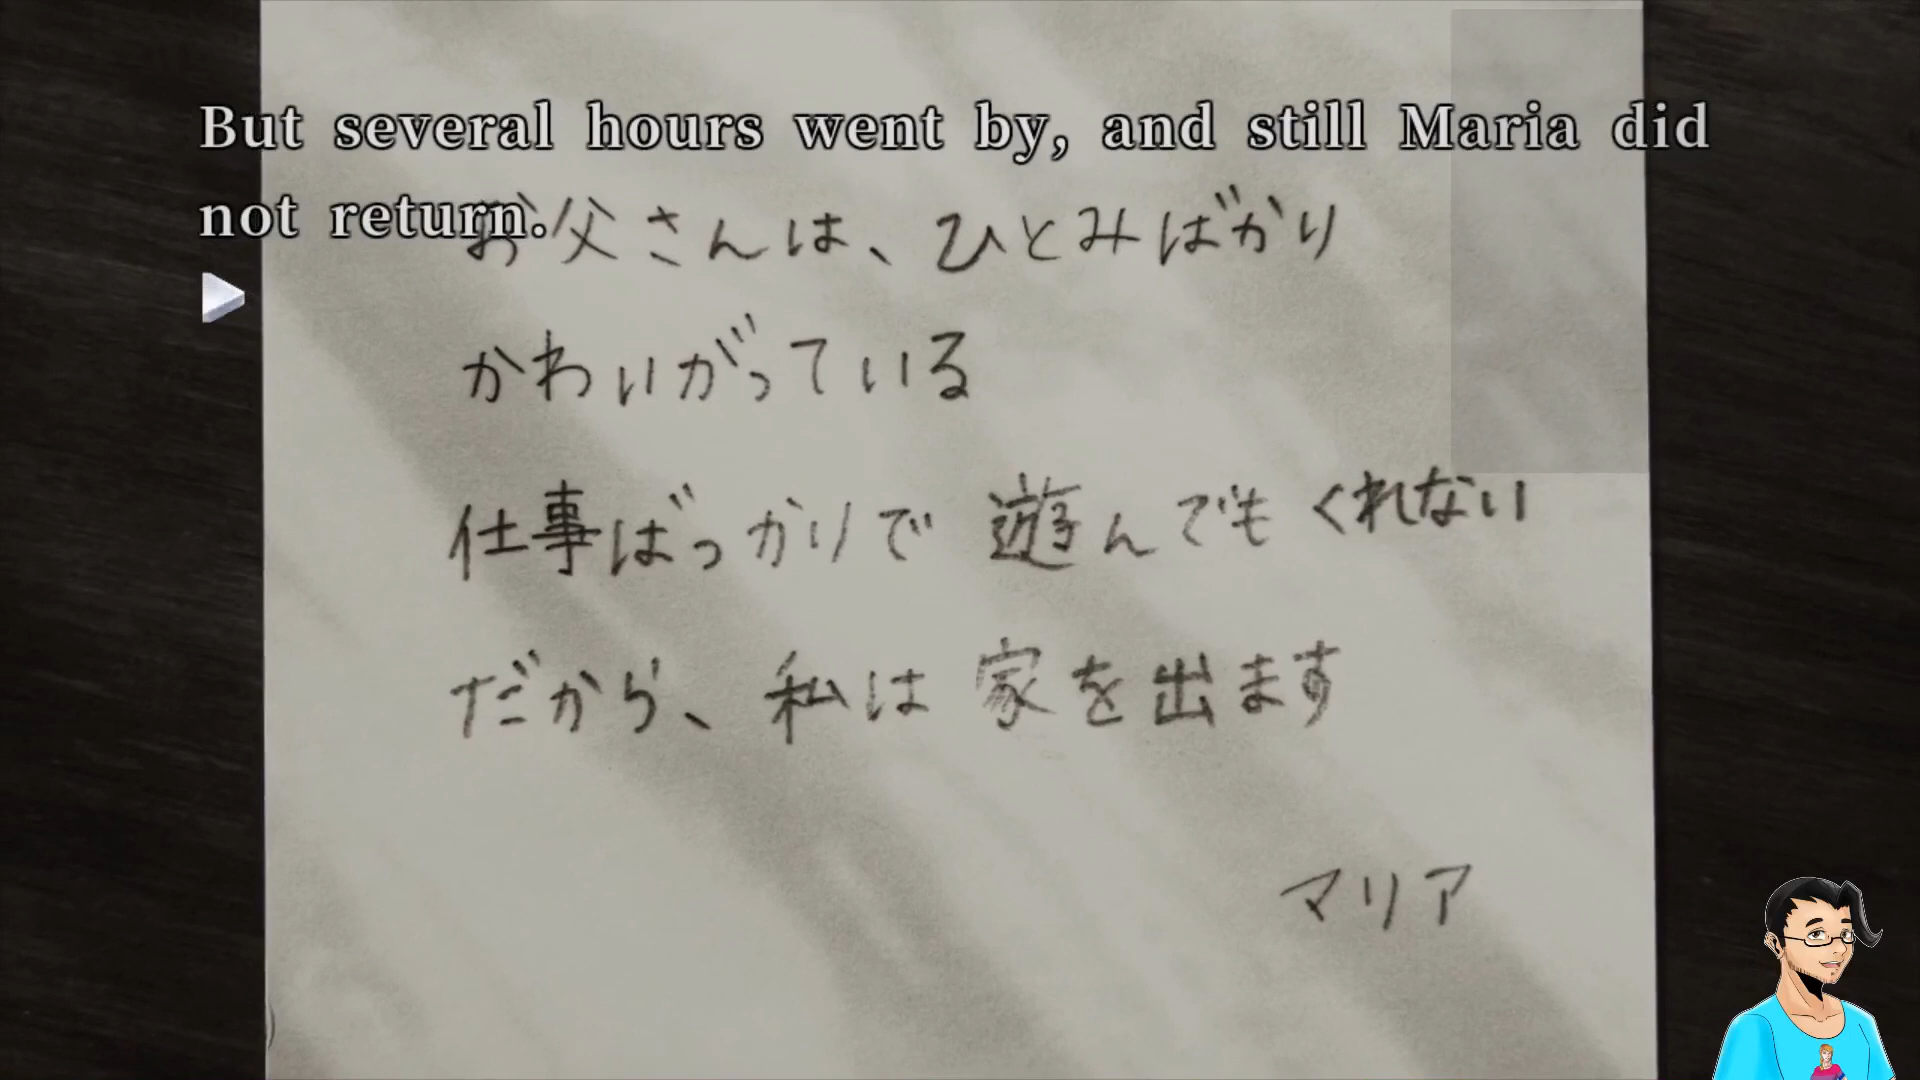 But several hours went by, and still Maria did
not return.
お父さんは、ひとみばかり
かわいがっている
仕事ばっかりで 遊んでもくれない
だから、私は家を出ます
マリア